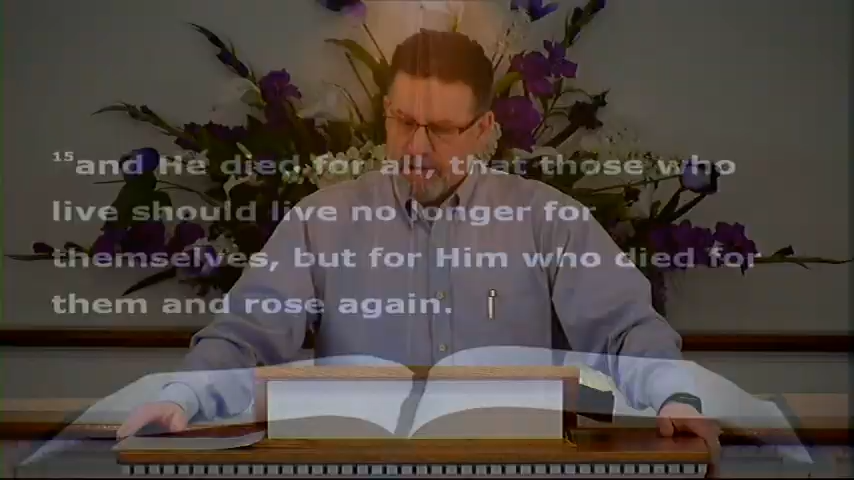 15and He died for all, that those who
live should live no longer for
themselves, but for Him who died for
them and rose again.